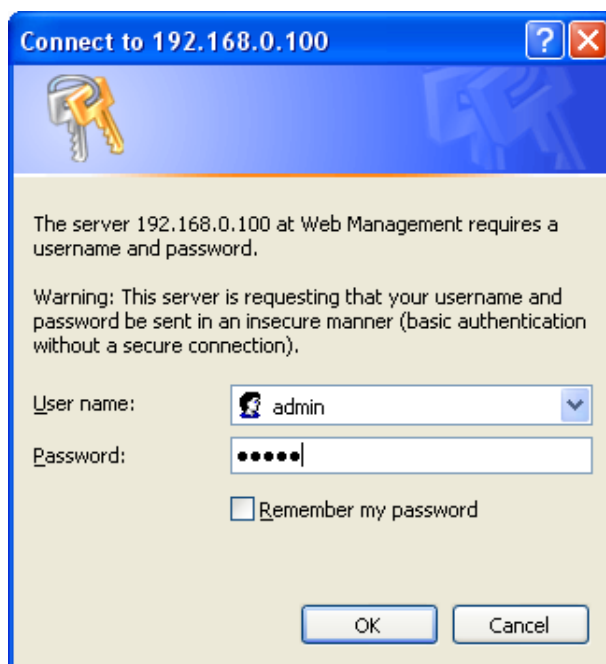 Connect to 192.168.0.100
The server 192.168.0.100 at Web Management requires a
username and password.
Warning: This server is requesting that your username and
password be sent in an insecure manner (basic authentication
without a secure connection).
User name:
admin
Password:
●●●●●
Remember my password
OK
Cancel